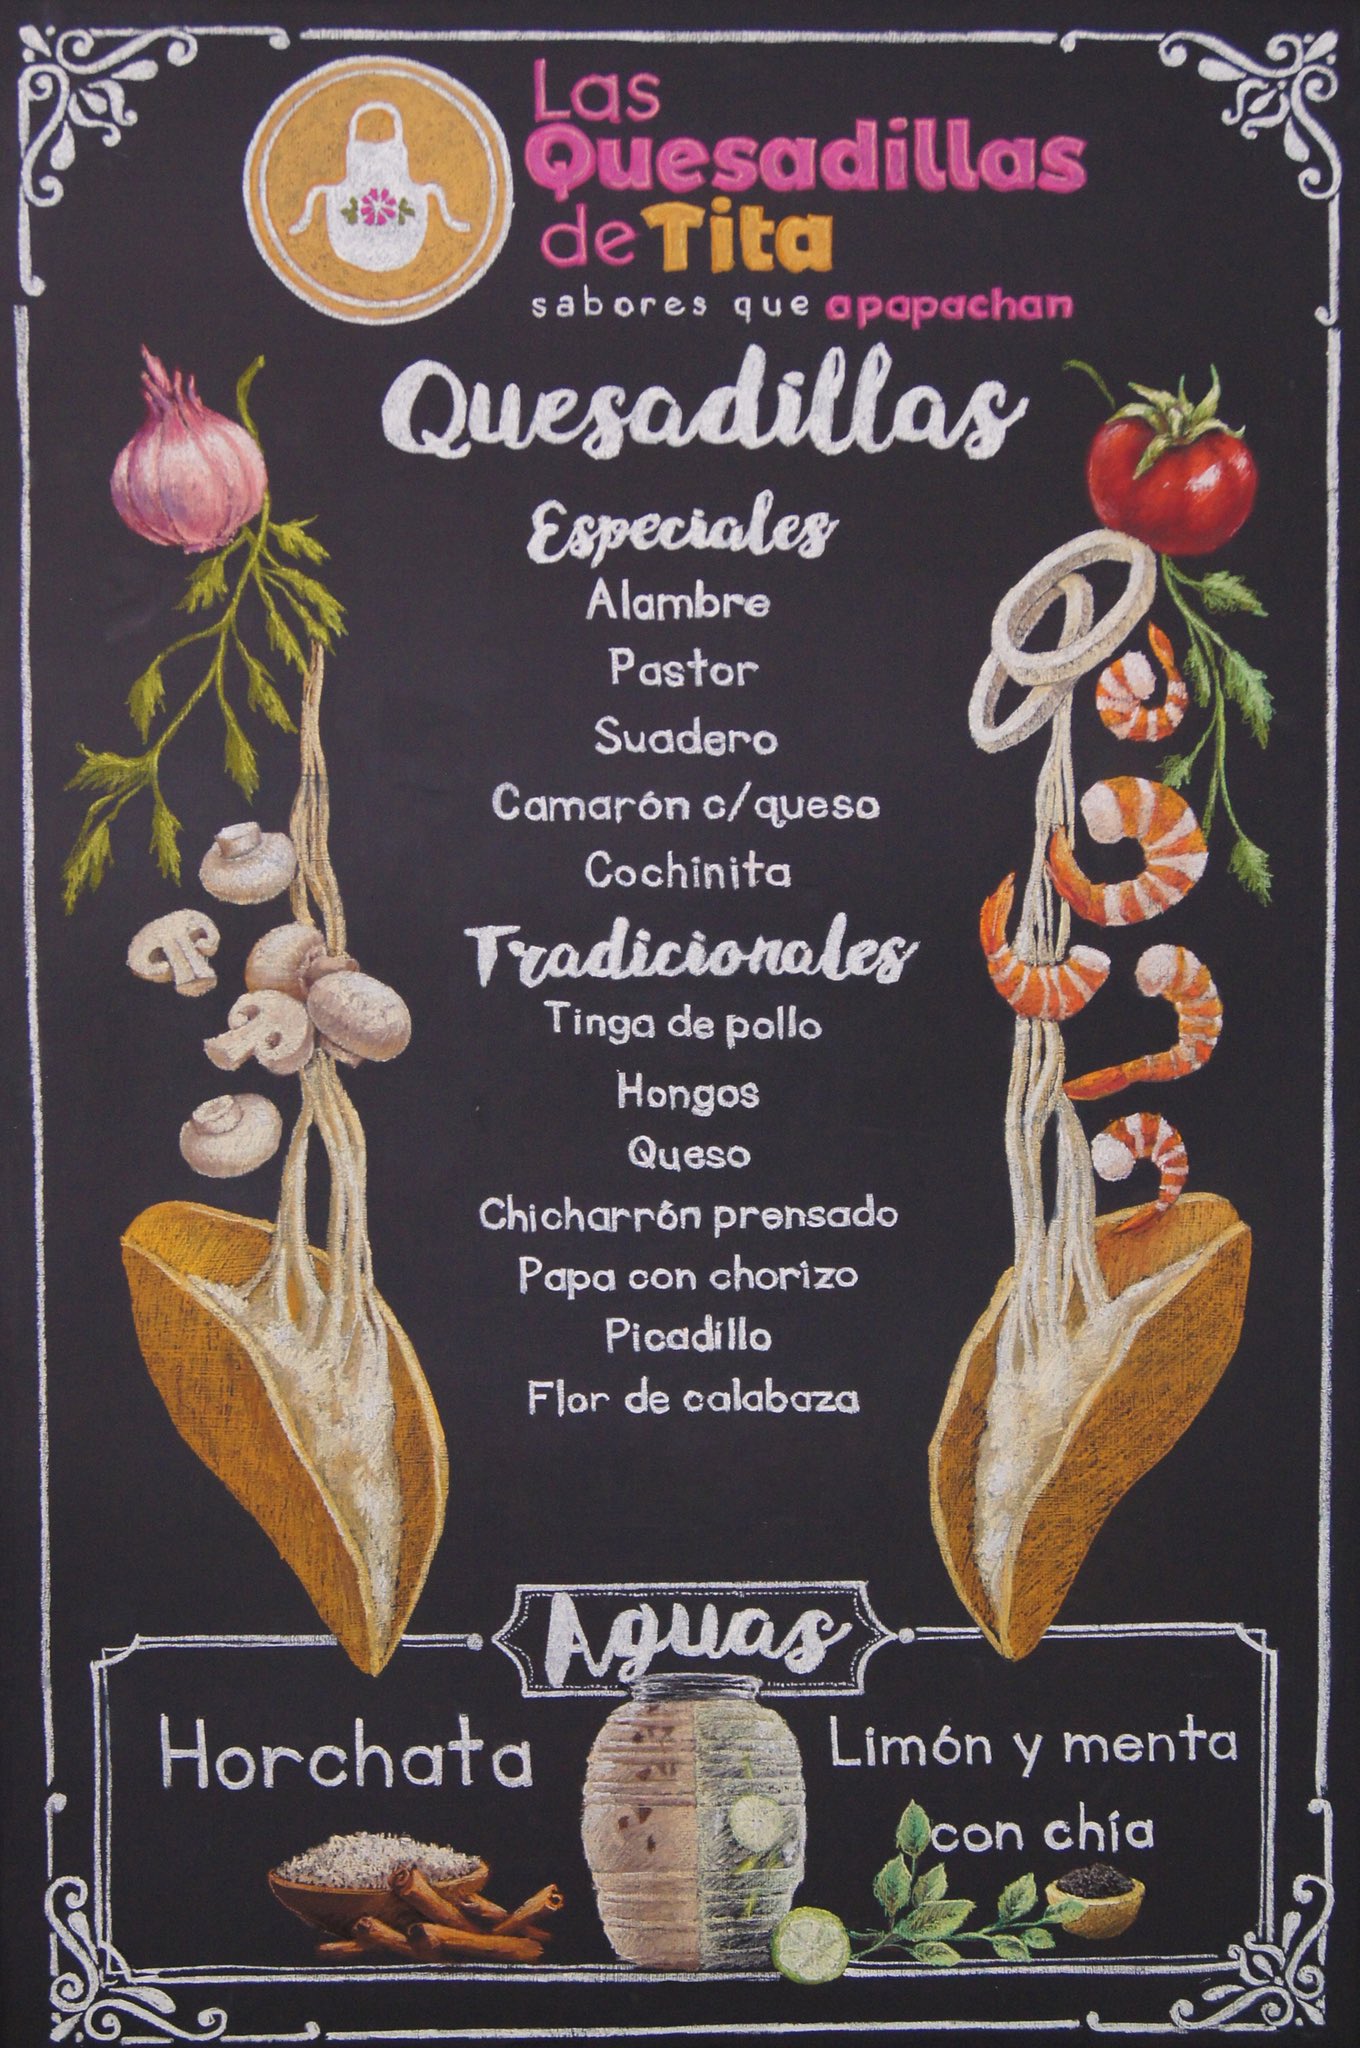 Las
Quesadillas
de Tita
sabores que apapachan
Quesadillas
Especiales
Alambre
Pastor
Suadero
Camarón c/queso
Cochinita
Tradicionales
Tinga de pollo
Hongos
Queso
Chicharrón prensado
Papa con chorizo
Picadillo
Flor de calabaza
Aguas
Horchata
Limón y menta
con chía